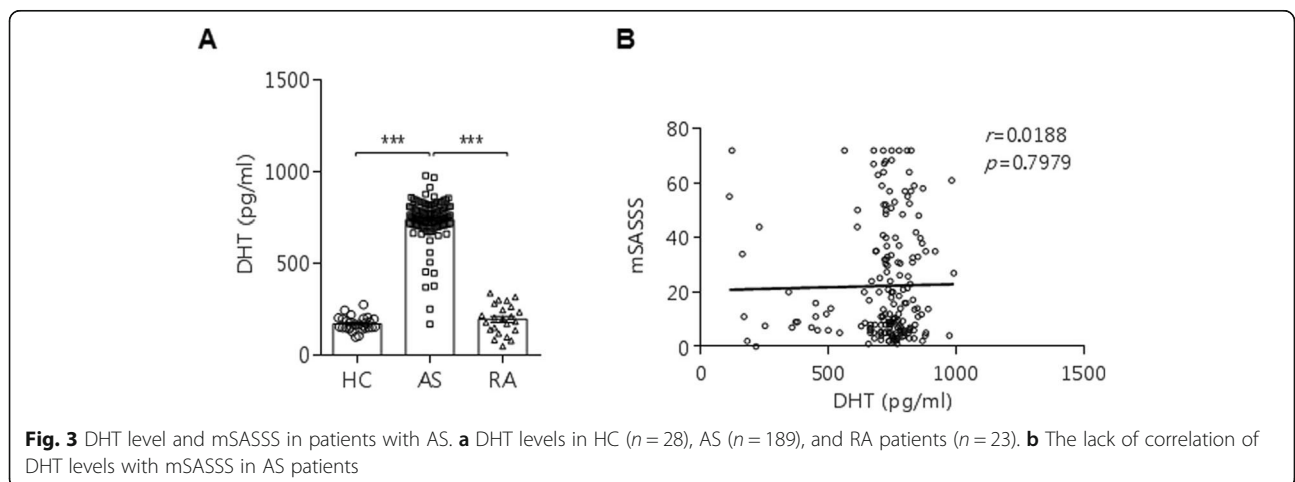 A
B
1500
1000
500
0
DHT (pg/ml)
***
***
HC AS RA
80
60
40
20
0
mSASSS
r=0.0188
p=0.7979
0 500 1000 1500
DHT (pg/ml)
Fig. 3 DHT level and mSASSS in patients with AS. a DHT levels in HC (n = 28), AS (n = 189), and RA patients (n = 23). b The lack of correlation of
DHT levels with mSASSS in AS patients